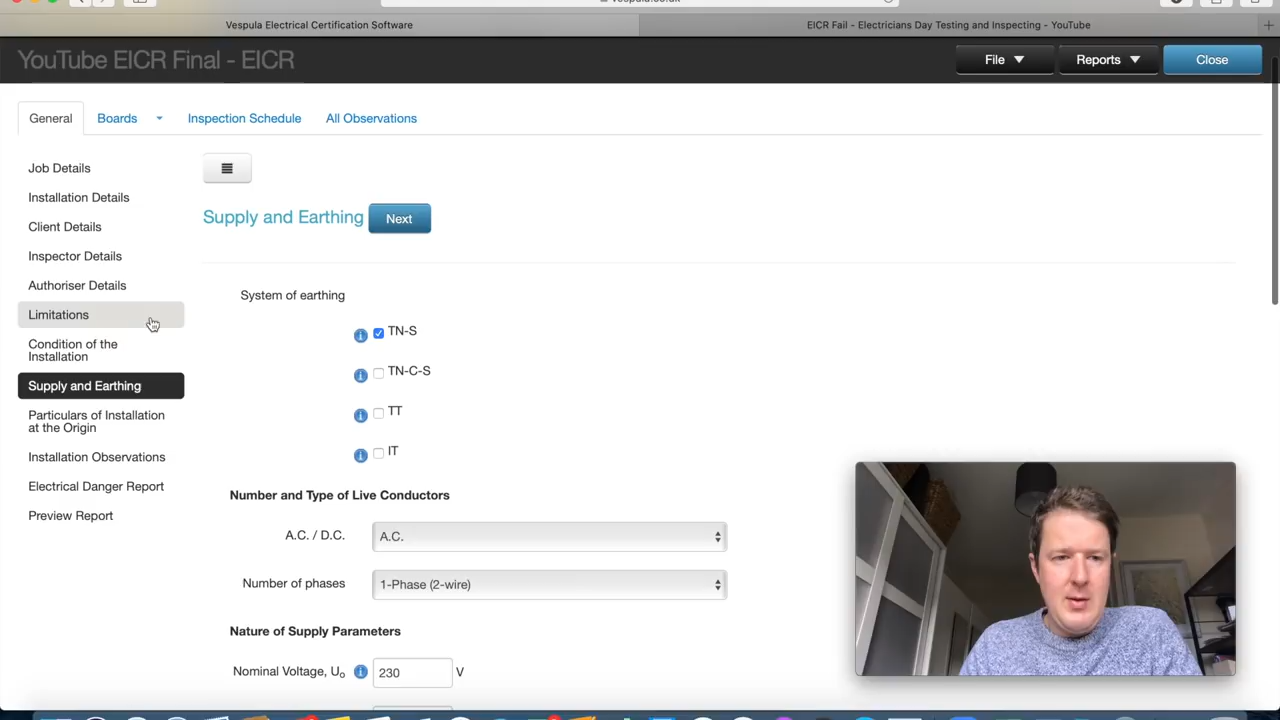 Vespula Electrical Certification Software
EICR Fail - Electricians Day Testing and Inspecting - YouTube
YouTube EICR Final - EICR
File
Reports
Close
General
Boards
Inspection Schedule
All Observations
Job Details
Installation Details
Client Details
Inspector Details
Authoriser Details
Limitations
Condition of the
Installation
Supply and Earthing
Particulars of Installation
at the Origin
Installation Observations
Electrical Danger Report
Preview Report
Supply and Earthing
Next
System of earthing
TN-S
TN-C-S
TT
IT
Number and Type of Live Conductors
A.C. / D.C.
A.C.
Number of phases
1-Phase (2-wire)
Nature of Supply Parameters
Nominal Voltage, Uo
230
V